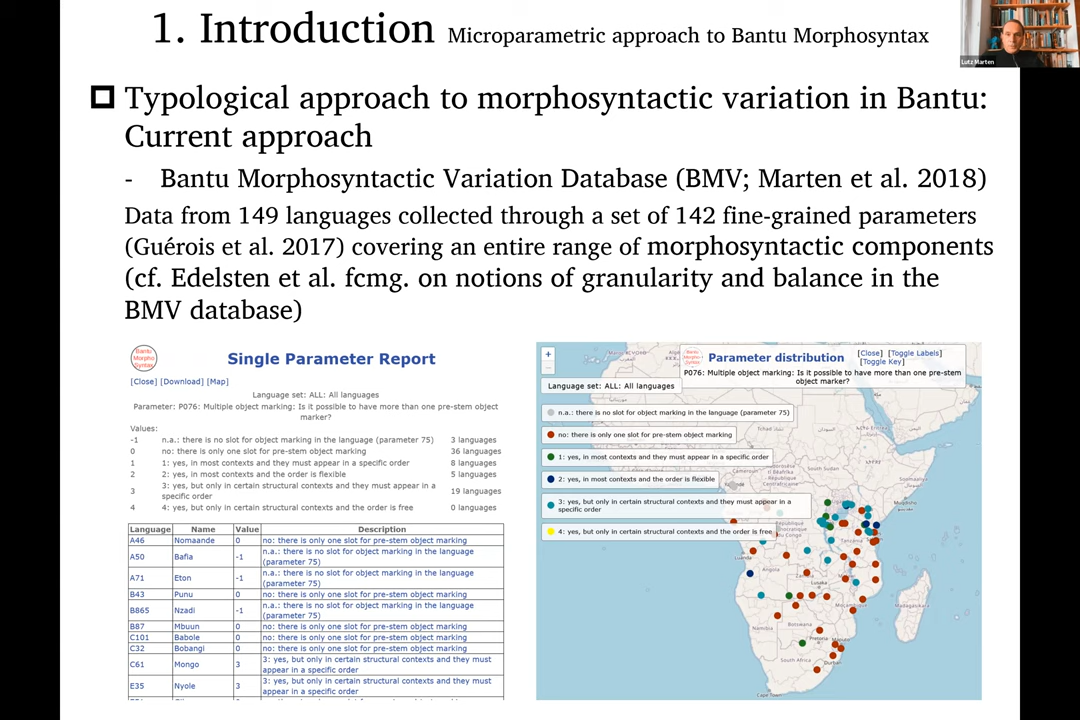 1. Introduction Microparametric approach to Bantu Morphosyntax
Lutz Marten
Typological approach to morphosyntactic variation in Bantu:
Current approach
- Bantu Morphosyntactic Variation Database (BMV; Marten et al. 2018)
Data from 149 languages collected through a set of 142 fine-grained parameters
(Guérois et al. 2017) covering an entire range of morphosyntactic components
(cf. Edelsten et al. fcmg. on notions of granularity and balance in the
BMV database)
Bantu
Morpho
Syntax
Single Parameter Report
[Close] [Download] [Map]
Language set: ALL: All languages
Parameter: P076: Multiple object marking: Is it possible to have more than one pre-stem object
marker?
Values:
-1 n.a.: there is no slot for object marking in the language (parameter 75) 3 languages
0 no: there is only one slot for pre-stem object marking 36 languages
1 1: yes, in most contexts and they must appear in a specific order 8 languages
2 2: yes, in most contexts and the order is flexible 5 languages
3 3: yes, but only in certain structural contexts and they must appear in a
specific order 19 languages
4 4: yes, but only in certain structural contexts and the order is free 0 languages
Language Name Value Description
A46 Nomaande 0 no: there is only one slot for pre-stem object marking
A50 Bafia -1 n.a.: there is no slot for object marking in the language
(parameter 75)
A71 Eton -1 n.a.: there is no slot for object marking in the language
(parameter 75)
B43 Punu 0 no: there is only one slot for pre-stem object marking
B865 Nzadi -1 n.a.: there is no slot for object marking in the language
(parameter 75)
B87 Mbuun 0 no: there is only one slot for pre-stem object marking
C101 Babole 0 no: there is only one slot for pre-stem object marking
C32 Bobangi 0 no: there is only one slot for pre-stem object marking
C61 Mongo 3 3: yes, but only in certain structural contexts and they must
appear in a specific order
E35 Nyole 3 3: yes, but only in certain structural contexts and they must
appear in a specific order
+
−
Parameter distribution [Close] [Toggle Labels]
[Toggle Key]
P076: Multiple object marking: Is it possible to have more than one pre-stem
object marker?
Language set: ALL: All languages
n.a.: there is no slot for object marking in the language (parameter 75)
no: there is only one slot for pre-stem object marking
1: yes, in most contexts and they must appear in a specific order
2: yes, in most contexts and the order is flexible
3: yes, but only in certain structural contexts and they must appear in a
specific order
4: yes, but only in certain structural contexts and the order is free
Luanda
Angola
Lusaka
Tanzania
Namibia
Botswana
Pretoria
South Africa
Durban
Cape Town
Madagasikara